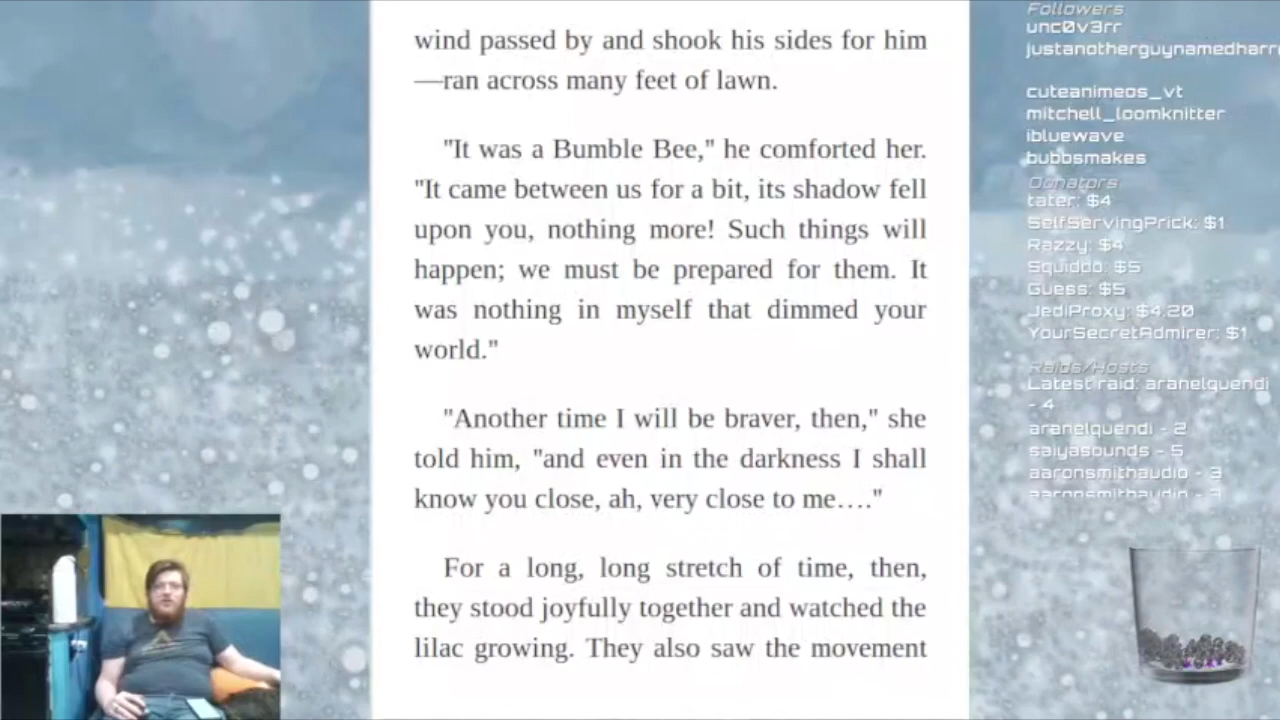 wind passed by and shook his sides for him
—ran across many feet of lawn.
"It was a Bumble Bee," he comforted her.
"It came between us for a bit, its shadow fell
upon you, nothing more! Such things will
happen; we must be prepared for them. It
was nothing in myself that dimmed your
world."
"Another time I will be braver, then," she
told him, "and even in the darkness I shall
know you close, ah, very close to me…."
For a long, long stretch of time, then,
they stood joyfully together and watched the
lilac growing. They also saw the movement
Followers
unc0v3rr
justanotherguynamedharr
cuteanimeos_vt
mitchell_loomknitter
ibluewave
bubbsmakes
Donators
tater: $4
SelfServingPrick: $1
Razzy: $4
Squiddo: $5
Guess: $5
JediProxy: $4.20
YourSecretAdmirer: $1
Raids/Hosts
Latest raid: aranelquendi
- 4
aranelquendi - 2
saiyasounds - 5
aaronsmithaudio - 3
aaronsmithaudio - 3